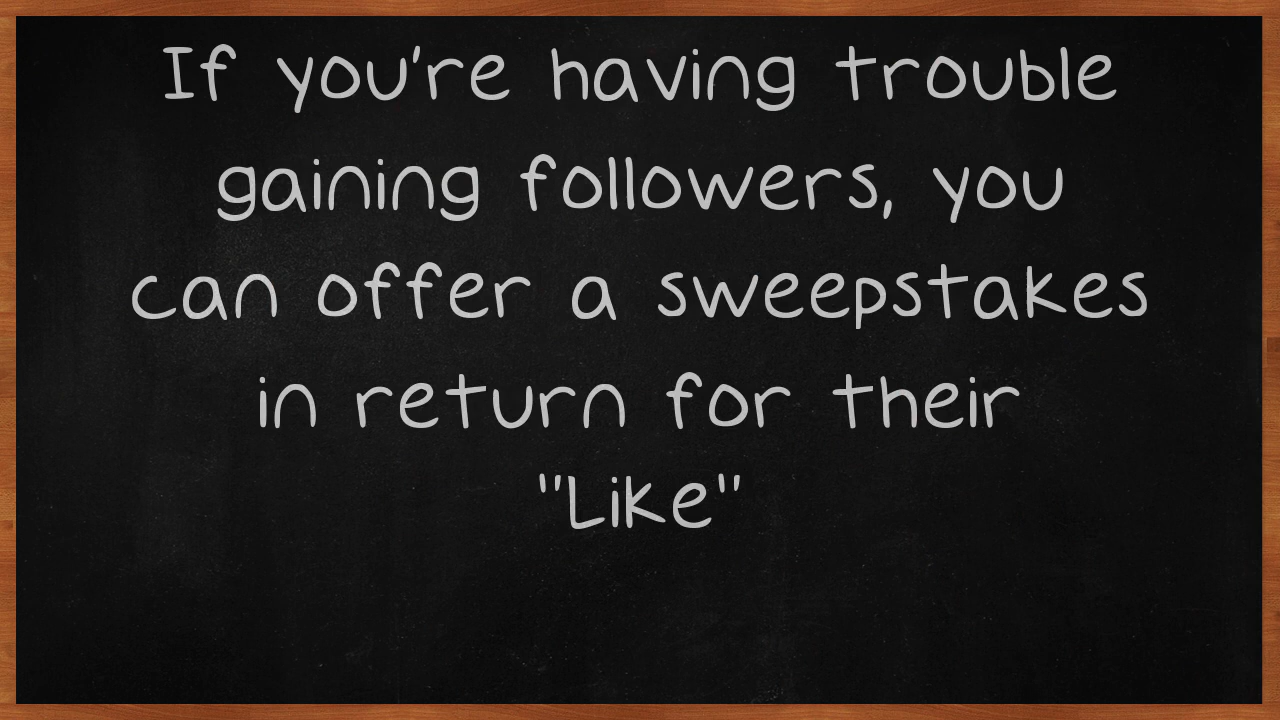 If you're having trouble
gaining followers, you
can offer a sweepstakes
in return for their
"Like"